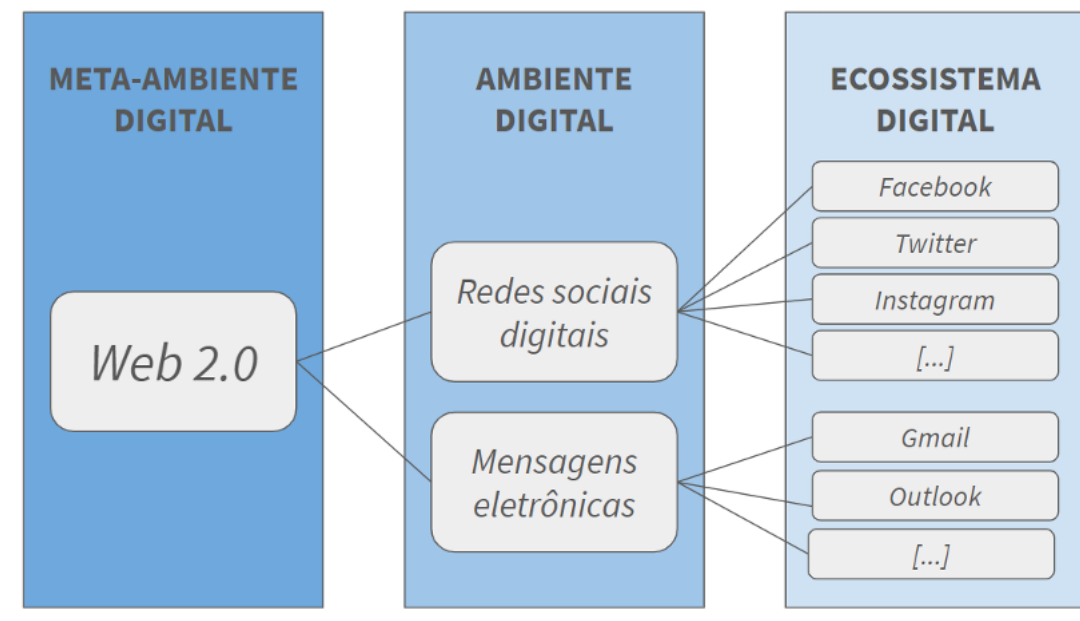 META-AMBIENTE
DIGITAL
Web 2.0
AMBIENTE
DIGITAL
Redes sociais
digitais
Mensagens
eletrônicas
ECOSSISTEMA
DIGITAL
Facebook
Twitter
Instagram
[...]
Gmail
Outlook
[...]